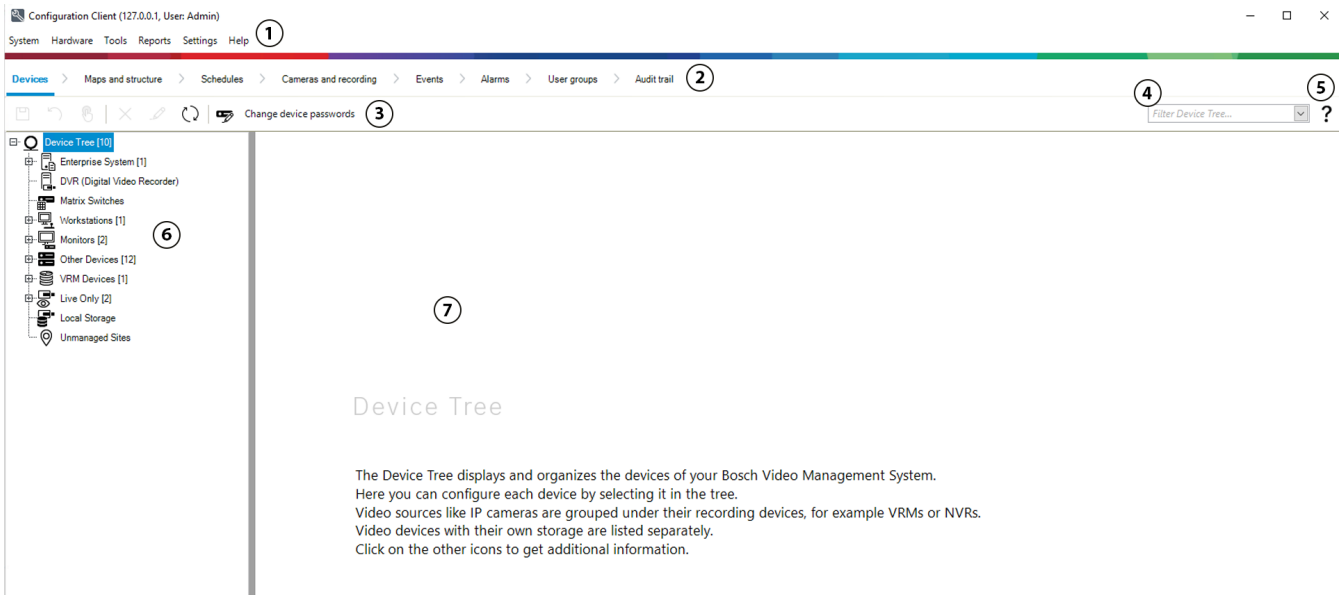 Configuration Client (127.0.0.1, User: Admin)
System Hardware Tools Reports Settings Help 1
Devices Maps and structure Schedules Cameras and recording Events Alarms User groups Audit trail 2
Change device passwords 3
4 5
Filter Device Tree... ?
Device Tree [10]
Enterprise System [1]
DVR (Digital Video Recorder)
Matrix Switches
Workstations [1]
6
Monitors [2]
Other Devices [12]
VRM Devices [1]
Live Only [2]
7
Local Storage
Unmanaged Sites
Device Tree
The Device Tree displays and organizes the devices of your Bosch Video Management System.
Here you can configure each device by selecting it in the tree.
Video sources like IP cameras are grouped under their recording devices, for example VRMs or NVRs.
Video devices with their own storage are listed separately.
Click on the other icons to get additional information.